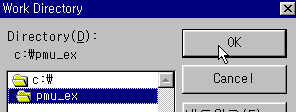 Work Directory
Directory(D):
c:₩pmu_ex
OK
c:₩
pmu_ex
Cancel